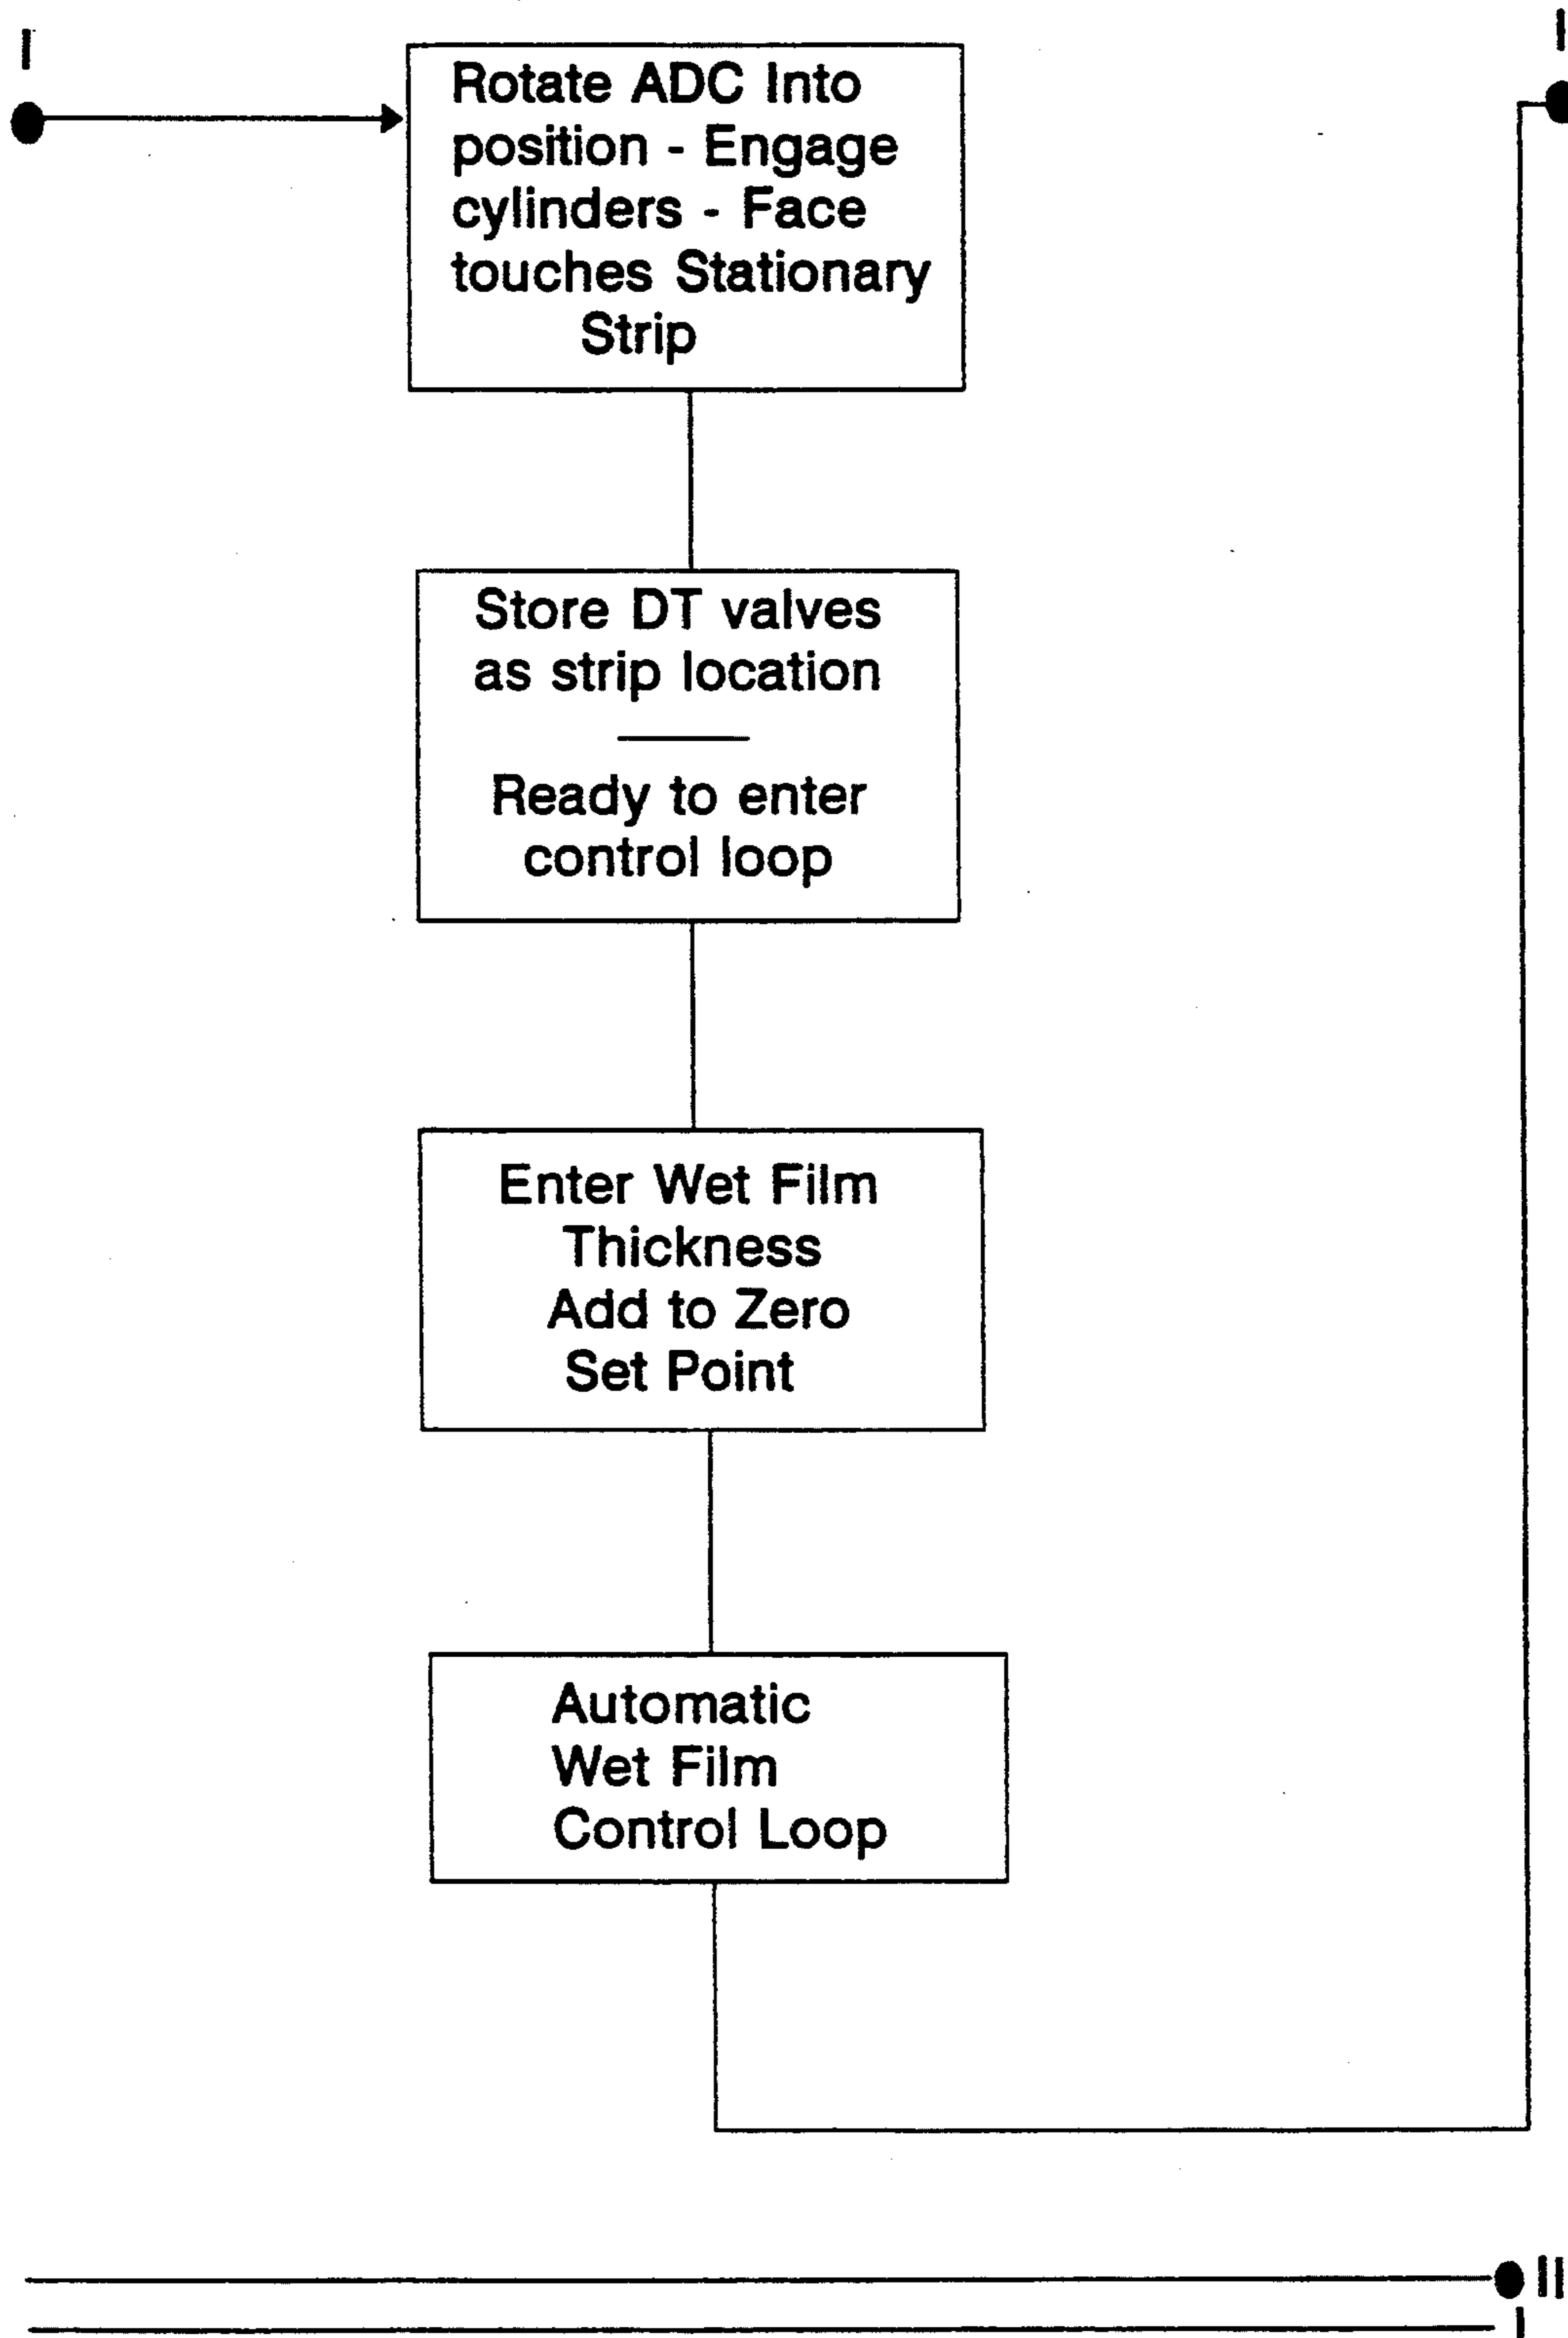 I
I
Rotate ADC Into
position - Engage
cylinders - Face
touches Stationary
Strip
Store DT valves
as strip location
Ready to enter
control loop
Enter Wet Film
Thickness
Add to Zero
Set Point
Automatic
Wet Film
Control Loop
II